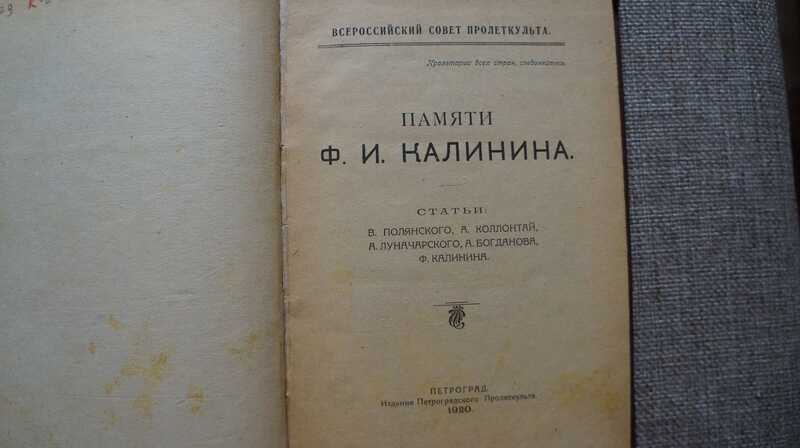 ВСЕРОССИЙСКИЙ СОВЕТ ПРОЛЕТКУЛЬТА.
Пролетарии всех стран, соединяйтесь.
ПАМЯТИ
Ф. И. КАЛИНИНА.
СТАТЬИ:
В. ПОЛЯНСКОГО, А. КОЛЛОНТАЙ,
А. ЛУНАЧАРСКОГО, А. БОГДАНОВА,
Ф. КАЛИНИНА.
ПЕТРОГРАД.
Издание Петроградского Пролеткульта.
1920.